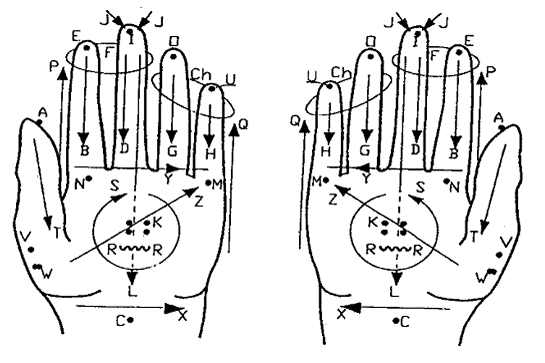 J I J J I J
E F O O F E
P Ch U U Ch P
A Q Q A
B D G H H G D B
N S Y M M Y S N
Z Z
T K K T
V R R R R V
W L L W
X X
C C